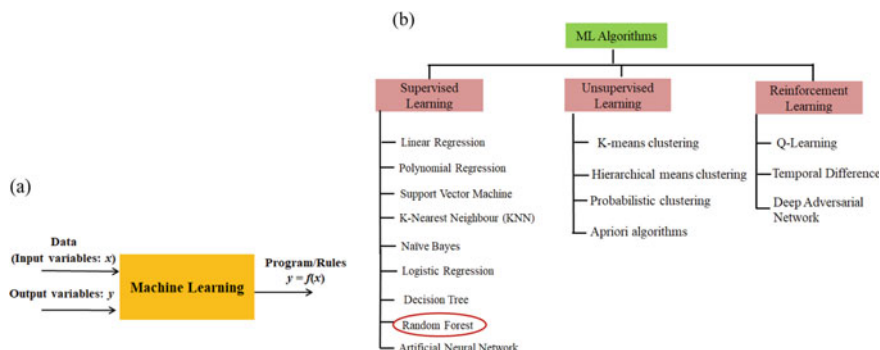 (a)
Data
(Input variables: x)
Output variables: y
Machine Learning
Program/Rules
y = f(x)
(b)
ML Algorithms
Supervised
Learning
Linear Regression
Polynomial Regression
Support Vector Machine
K-Nearest Neighbour (KNN)
Naïve Bayes
Logistic Regression
Decision Tree
Random Forest
Artificial Neural Network
Unsupervised
Learning
K-means clustering
Hierarchical means clustering
Probabilistic clustering
Apriori algorithms
Reinforcement
Learning
Q-Learning
Temporal Difference
Deep Adversarial
Network